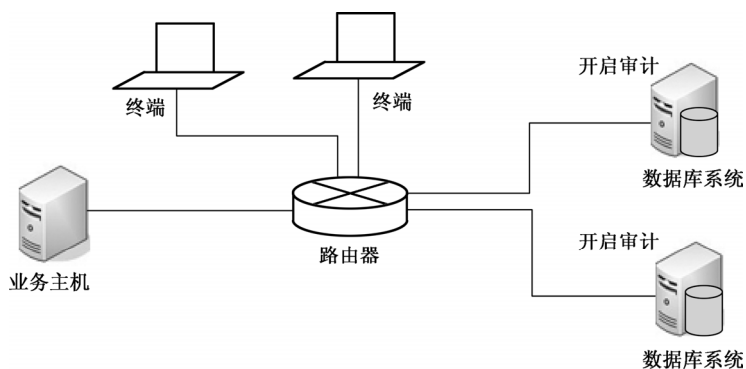 终端
终端
开启审计
数据库系统
路由器
开启审计
业务主机
数据库系统